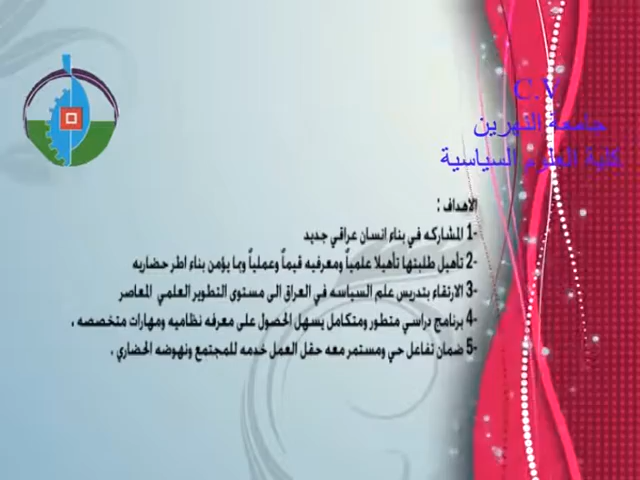 C.V
جامعة النهرين
كلية العلوم السياسية
الاهداف :
1- المشاركه في بناء انسان عراقي جديد
2- تأهيل طلبتها تأهيلا علمياً ومعرفيه قيماً وعملياً وبما يؤمن بناء اطر حضاريه
3- الارتقاء بتدريس علم السياسه في العراق الى مستوى التطوير العلمي المعاصر
4- برنامج دراسي متطور ومتكامل يسهل الحصول على معرفه نظاميه ومهارات متخصصه ،
5- ضمان تفاعل حي ومستمر معه حقل العمل خدمه للمجتمع ونهوضه الحضاري ،